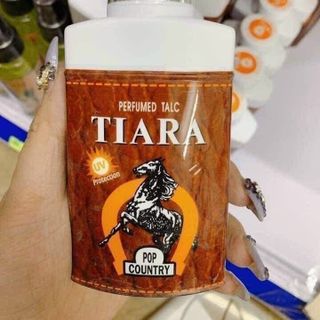 PERFUMED TALC
TIARA
UV
Protection
POP
COUNTRY